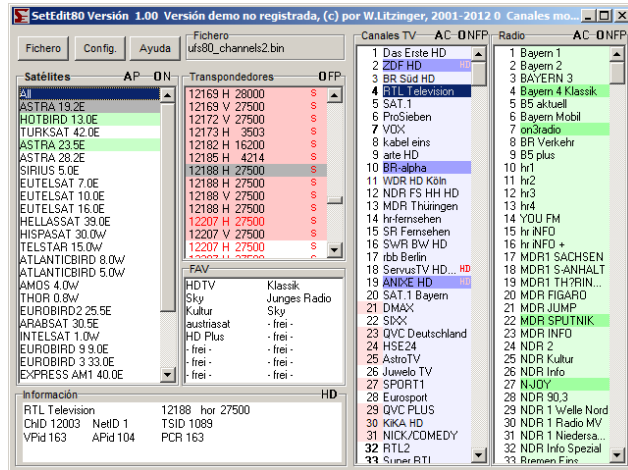 SetEdit80 Versión 1.00 Versión demo no registrada, (c) por W.Litzinger, 2001-2012 0 Canales mo...
Fichero Config. Ayuda
Fichero
ufs80_channels2.bin
Satélites AP ON
All
ASTRA 19.2E
HOTBIRD 13.0E
TURKSAT 42.0E
ASTRA 23.5E
ASTRA 28.2E
SIRIUS 5.0E
EUTELSAT 7.0E
EUTELSAT 10.0E
EUTELSAT 16.0E
HELLASSAT 39.0E
HISPASAT 30.0W
TELSTAR 15.0W
ATLANTICBIRD 8.0W
ATLANTICBIRD 5.0W
AMOS 4.0W
THOR 0.8W
EUROBIRD2 25.5E
ARABSAT 30.5E
INTELSAT 1.0W
EUROBIRD 9 9.0E
EUROBIRD 3 33.0E
EXPRESS AM1 40.0E
Transpondedores OFP
12169 H 28000 S
12169 V 27500 S
12172 V 27500 S
12173 H 3503 S
12182 H 16200 S
12185 H 4214 S
12188 H 27500 S
12188 H 27500 S
12188 V 27500 S
12188 V 27500 S
12207 H 27500 S
12207 H 27500 S
12207 V 27500 S
FAV
HDTV Klassik
Sky Junges Radio
Kultur Sky
austriasat - frei -
HD Plus - frei -
- frei - - frei -
- frei - - frei -
- frei - - frei -
Información HD
RTL Television 12188 hor 27500
ChID 12003 NetID 1 TSID 1089
VPid 163 APid 104 PCR 163
Canales TV AC ONFP
1 Das Erste HD
2 ZDF HD HD
3 BR Süd HD
4 RTL Television
5 SAT.1
6 ProSieben
7 VOX
8 kabel eins
9 arte HD
10 BR-alpha
11 WDR HD Köln
12 NDR FS HH HD
13 MDR Thüringen
14 hr-fernsehen
15 SR Fernsehen
16 SWR BW HD
17 rbb Berlin
18 ServusTV HD... HD
19 ANIXE HD HD
20 SAT.1 Bayern
21 DMAX
22 SIXX
23 QVC Deutschland
24 HSE24
25 AstroTV
26 Juwelo TV
27 SPORT1
28 Eurosport
29 QVC PLUS
30 KiKA HD
31 NICK/COMEDY
32 RTL2
33 Super RTL
Radio AC ONFP
1 Bayern 1
2 Bayern 2
3 BAYERN 3
4 Bayern 4 Klassik
5 B5 aktuell
6 Bayern Mobil
7 on3radio
8 BR Verkehr
9 B5 plus
10 hr1
11 hr2
12 hr3
13 hr4
14 YOU FM
15 hr iNFO
16 hr iNFO +
17 MDR1 SACHSEN
18 MDR1 S-ANHALT
19 MDR1 TH?RIN...
20 MDR FIGARO
21 MDR JUMP
22 MDR SPUTNIK
23 MDR INFO
24 NDR 2
25 NDR Kultur
26 NDR Info
27 N-JOY
28 NDR 90,3
29 NDR 1 Welle Nord
30 NDR 1 Radio MV
31 NDR 1 Niedersa...
32 NDR Info Spezial
33 Bremen Eins